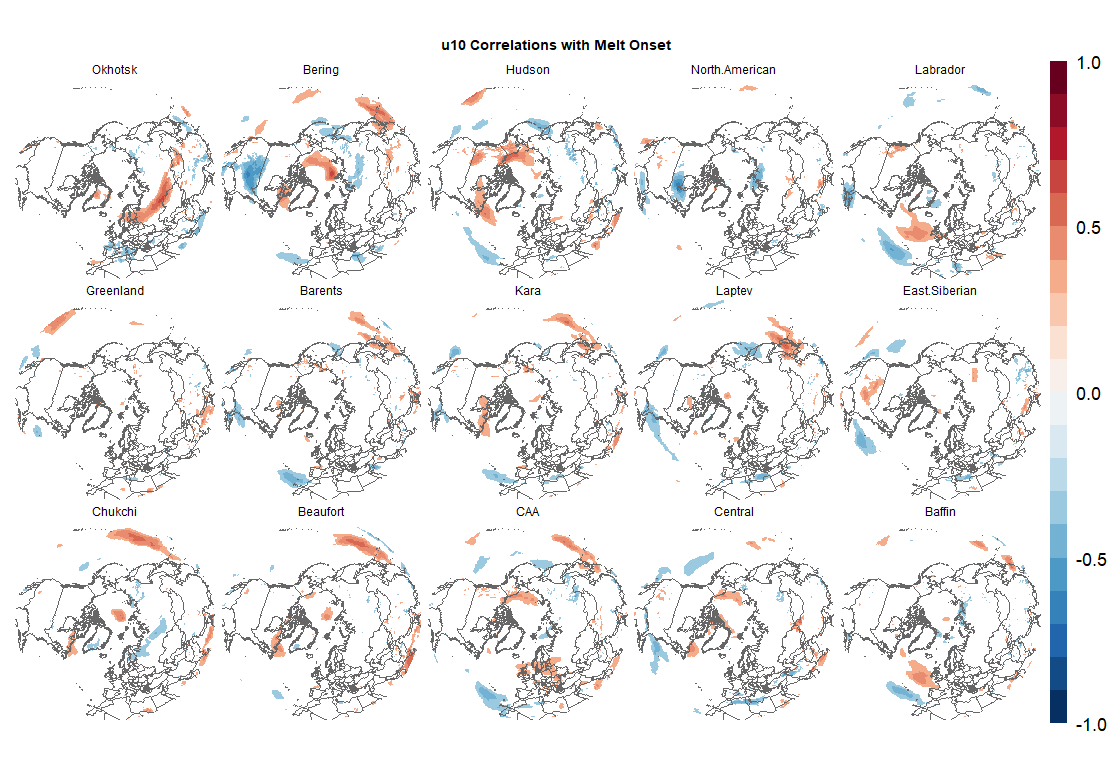 u10 Correlations with Melt Onset
Okhotsk
Bering
Hudson
North.American
Labrador
Greenland
Barents
Kara
Laptev
East.Siberian
Chukchi
Beaufort
CAA
Central
Baffin
1.0
0.5
0.0
-0.5
-1.0